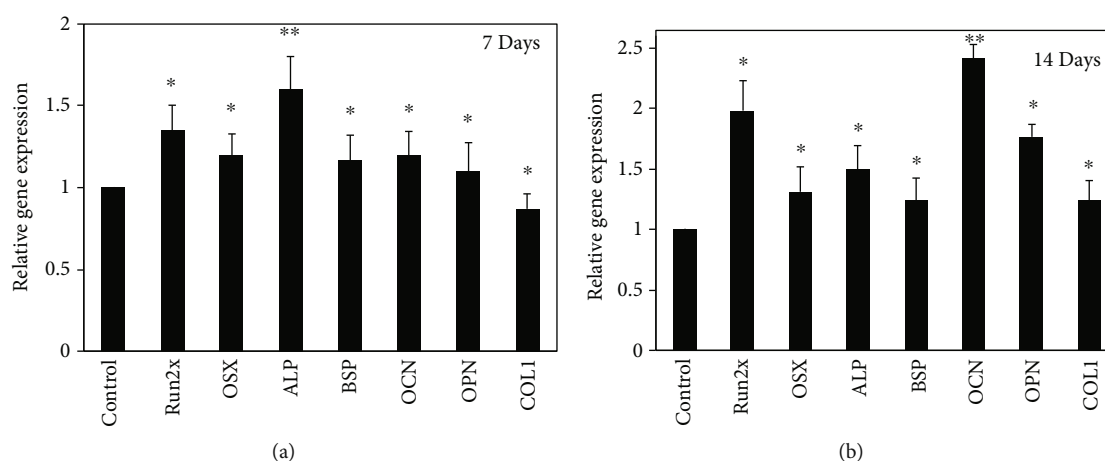 2
1.5
1
0.5
0
Relative gene expression
7 Days
*
*
**
*
*
*
*
Control
Run2x
OSX
ALP
BSP
OCN
OPN
COL1
(a)
2.5
2
1.5
1
0.5
0
Relative gene expression
14 Days
*
*
*
*
**
*
*
Control
Run2x
OSX
ALP
BSP
OCN
OPN
COL1
(b)